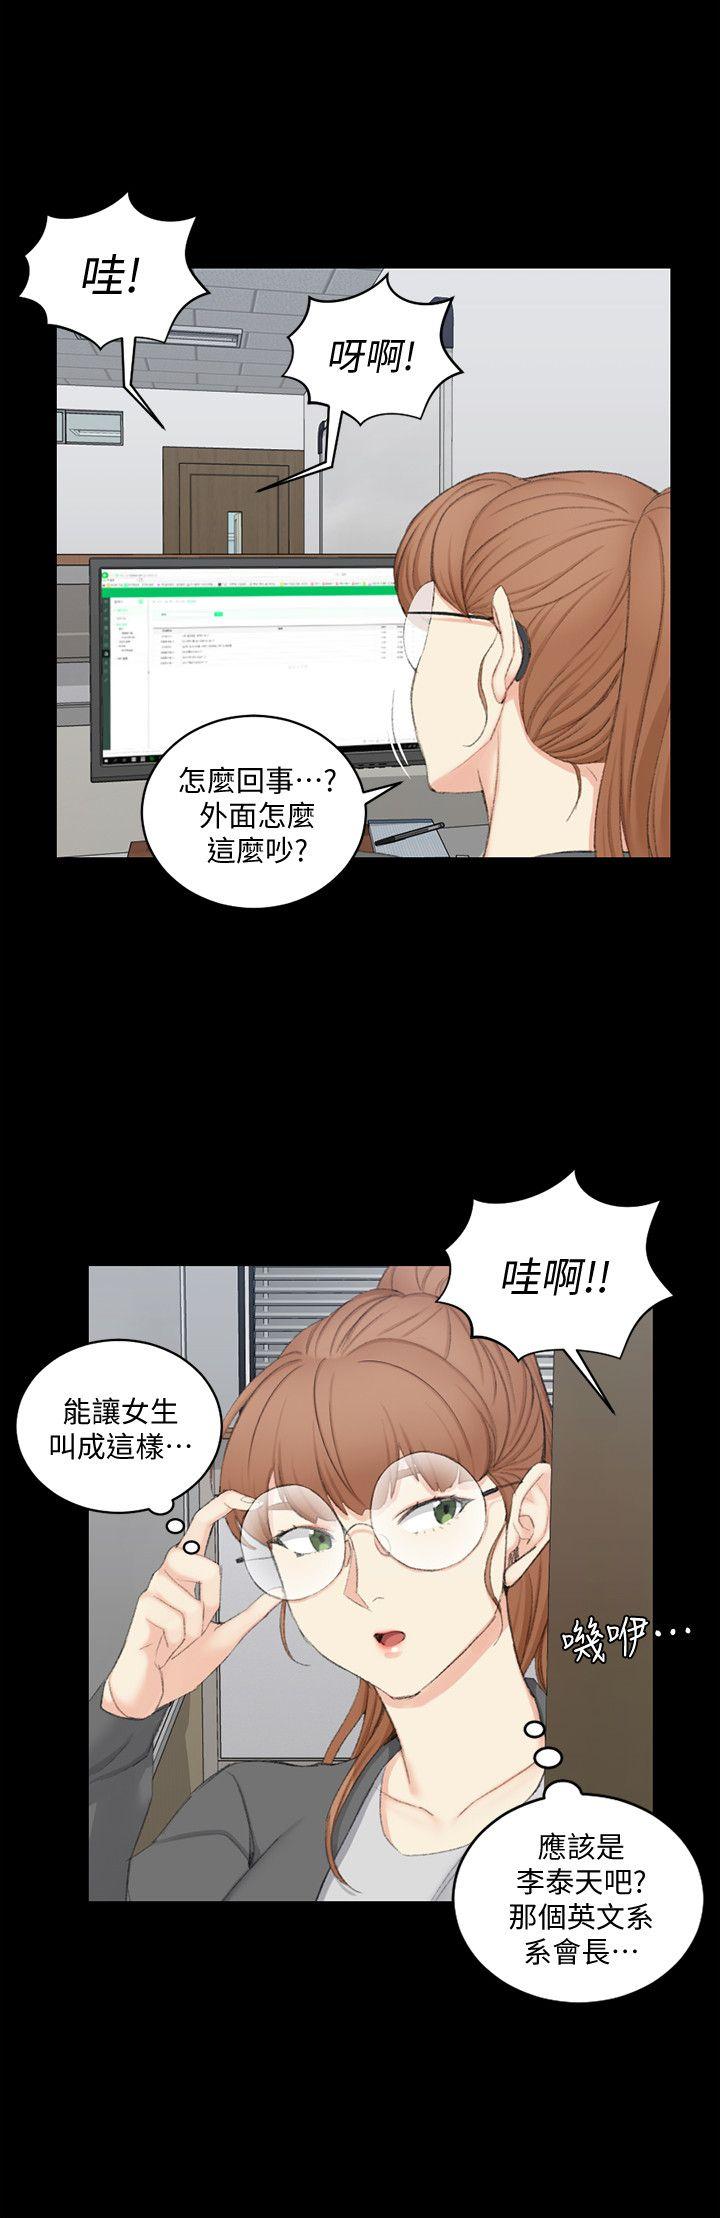 哇!
呀啊!
怎麼回事…?
外面怎麼
這麼吵?
哇啊!!
能讓女生
叫成這樣…
嘰咿…
應該是
李泰天吧?
那個英文系
系會長…